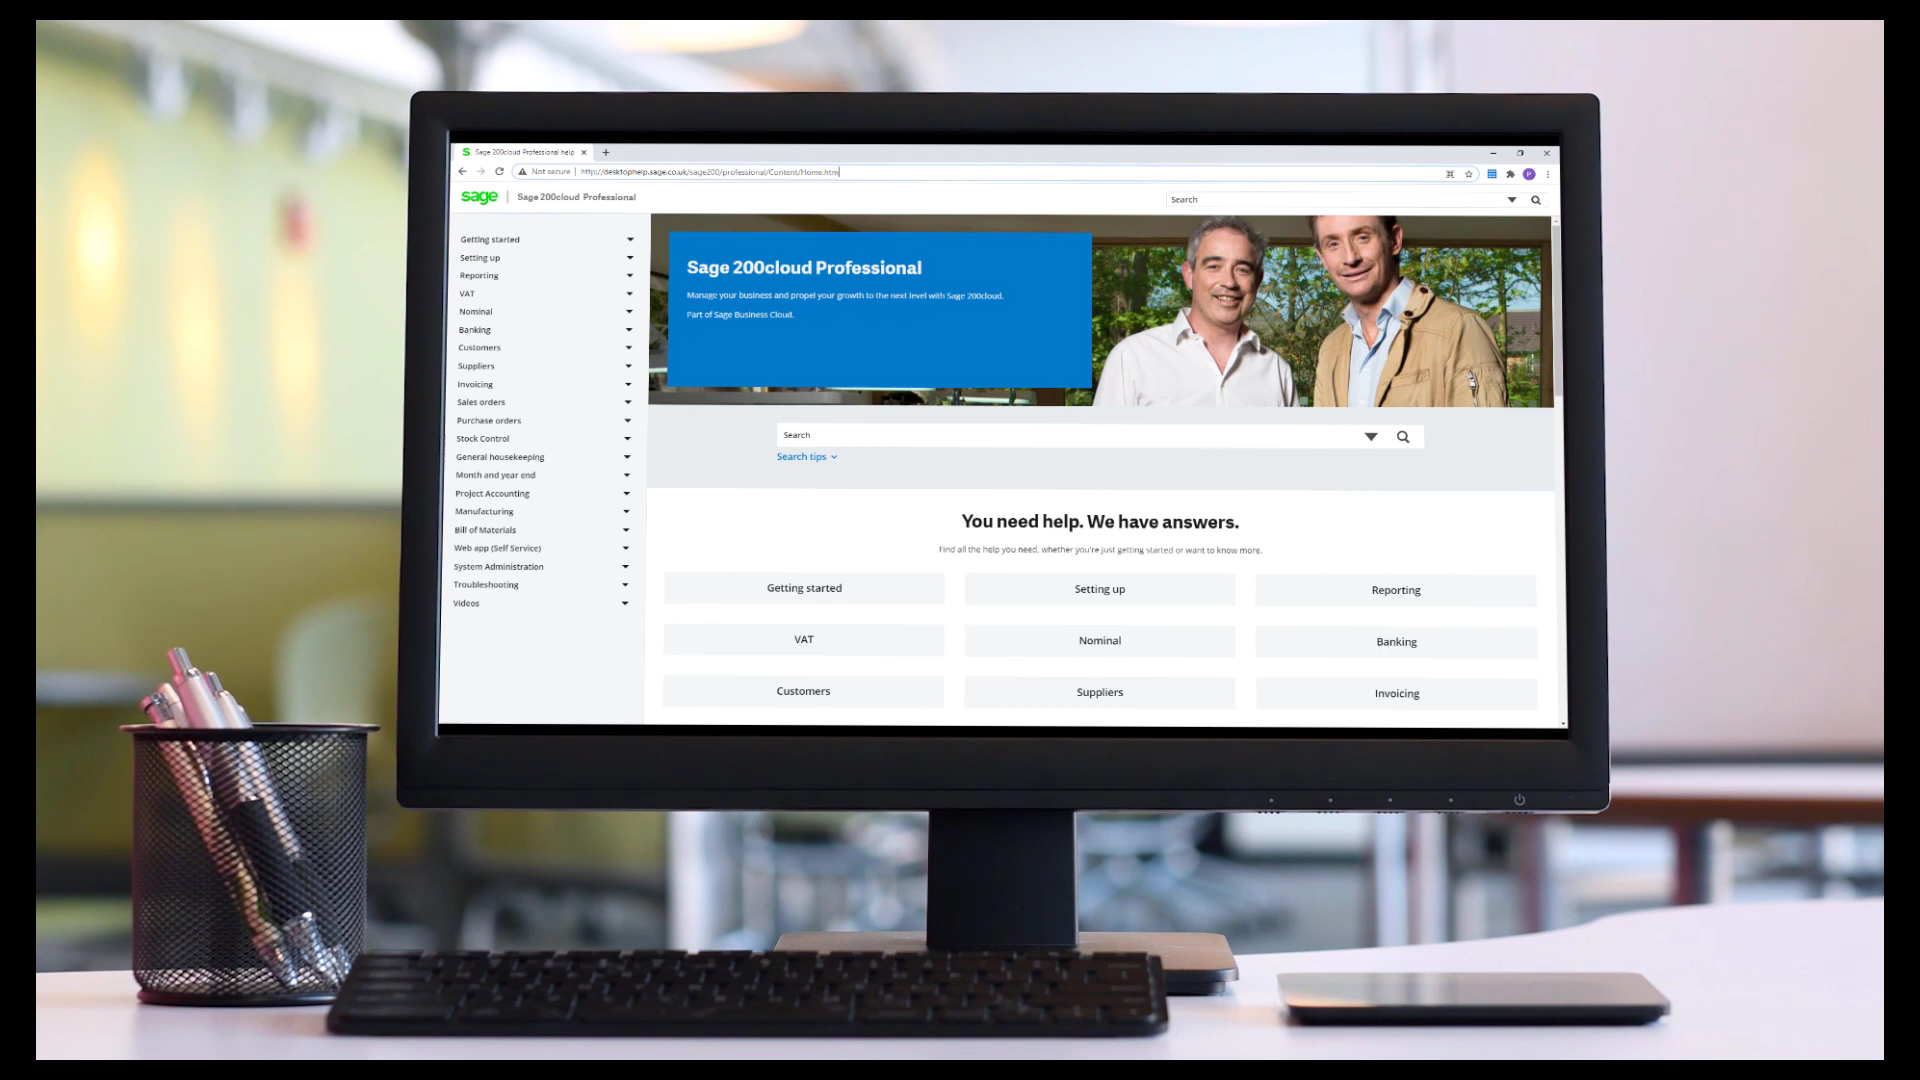 Sage 200cloud Professional help
Not secure | http://desktophelp.sage.co.uk/sage200/professional/Content/Home.htm
P
sage | Sage 200cloud Professional
Search
Getting started
Setting up
Reporting
VAT
Nominal
Banking
Customers
Suppliers
Invoicing
Sales orders
Purchase orders
Stock Control
General housekeeping
Month and year end
Project Accounting
Manufacturing
Bill of Materials
Web app (Self Service)
System Administration
Troubleshooting
Videos
Sage 200cloud Professional
Manage your business and propel your growth to the next level with Sage 200cloud.
Part of Sage Business Cloud.
Search
Search tips
You need help. We have answers.
Find all the help you need, whether you're just getting started or want to know more.
Getting started
Setting up
Reporting
VAT
Nominal
Banking
Customers
Suppliers
Invoicing